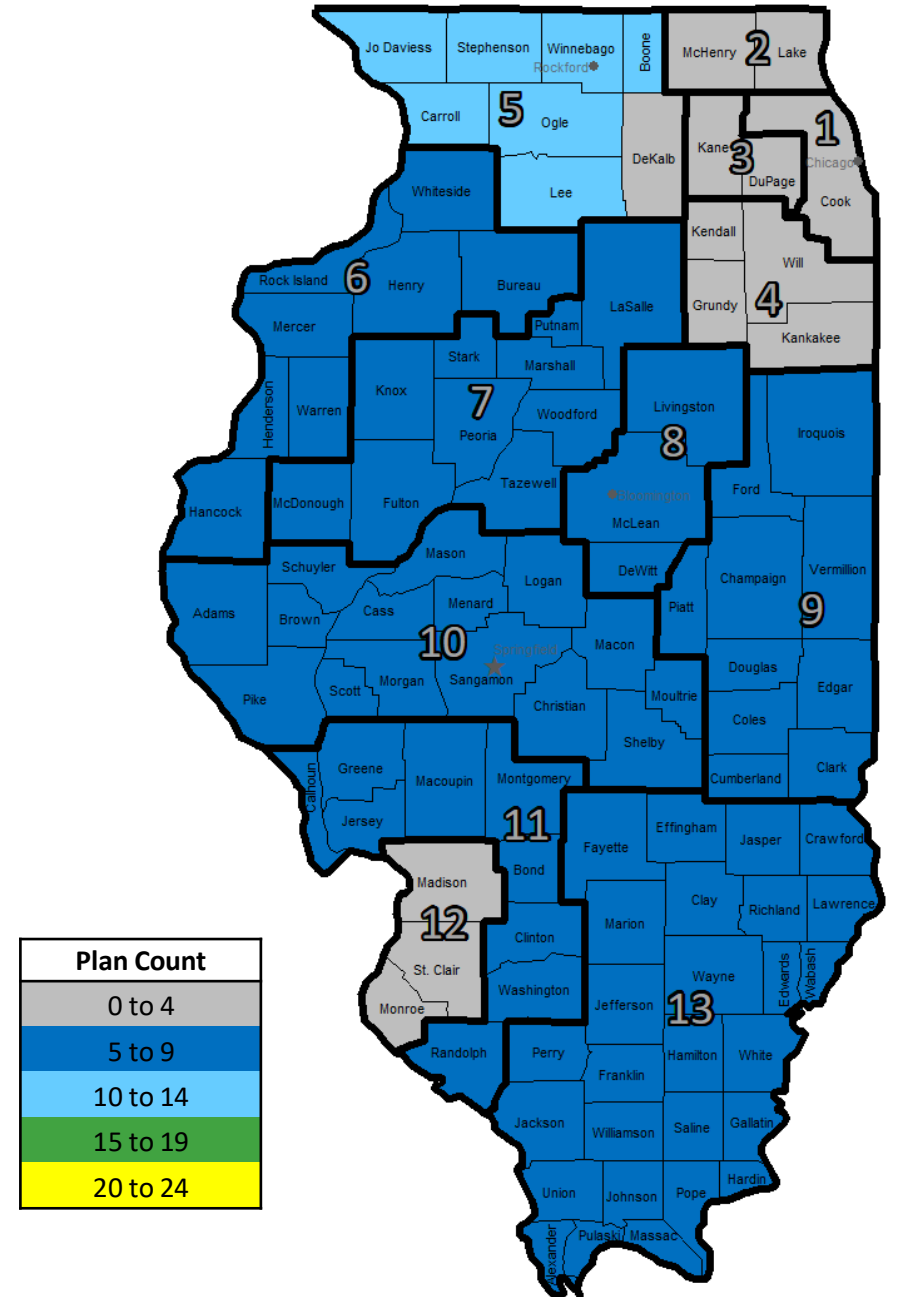 Jo Daviess
Stephenson
Winnebago
Boone
McHenry
2
Lake
Rockford
Carroll
5
Ogle
DeKalb
Kane
3
1
Chicago
DuPage
Lee
Cook
Whiteside
Kendall
Will
Rock Island
6
Henry
Bureau
LaSalle
Grundy
4
Mercer
Putnam
Kankakee
Stark
Marshall
Henderson
Warren
Knox
7
Woodford
Livingston
Iroquois
Peoria
8
Hancock
McDonough
Fulton
Tazewell
Bloomington
Ford
McLean
Mason
Schuyler
Logan
DeWitt
Champaign
Vermillion
Adams
Brown
Cass
Menard
Piatt
9
10
Springfield
Macon
Pike
Scott
Morgan
Sangamon
Douglas
Edgar
Christian
Moultrie
Coles
Shelby
Calhoun
Greene
Macoupin
Montgomery
Cumberland
Clark
Jersey
11
Effingham
Fayette
Jasper
Crawford
Madison
Bond
Clay
Richland
Lawrence
12
Marion
Clinton
St. Clair
Wayne
Edwards
Wabash
Washington
Monroe
Jefferson
13
Randolph
Perry
Hamilton
White
Franklin
Jackson
Williamson
Saline
Gallatin
Union
Johnson
Pope
Hardin
Alexander
Pulaski
Massac
Plan Count
0 to 4
5 to 9
10 to 14
15 to 19
20 to 24